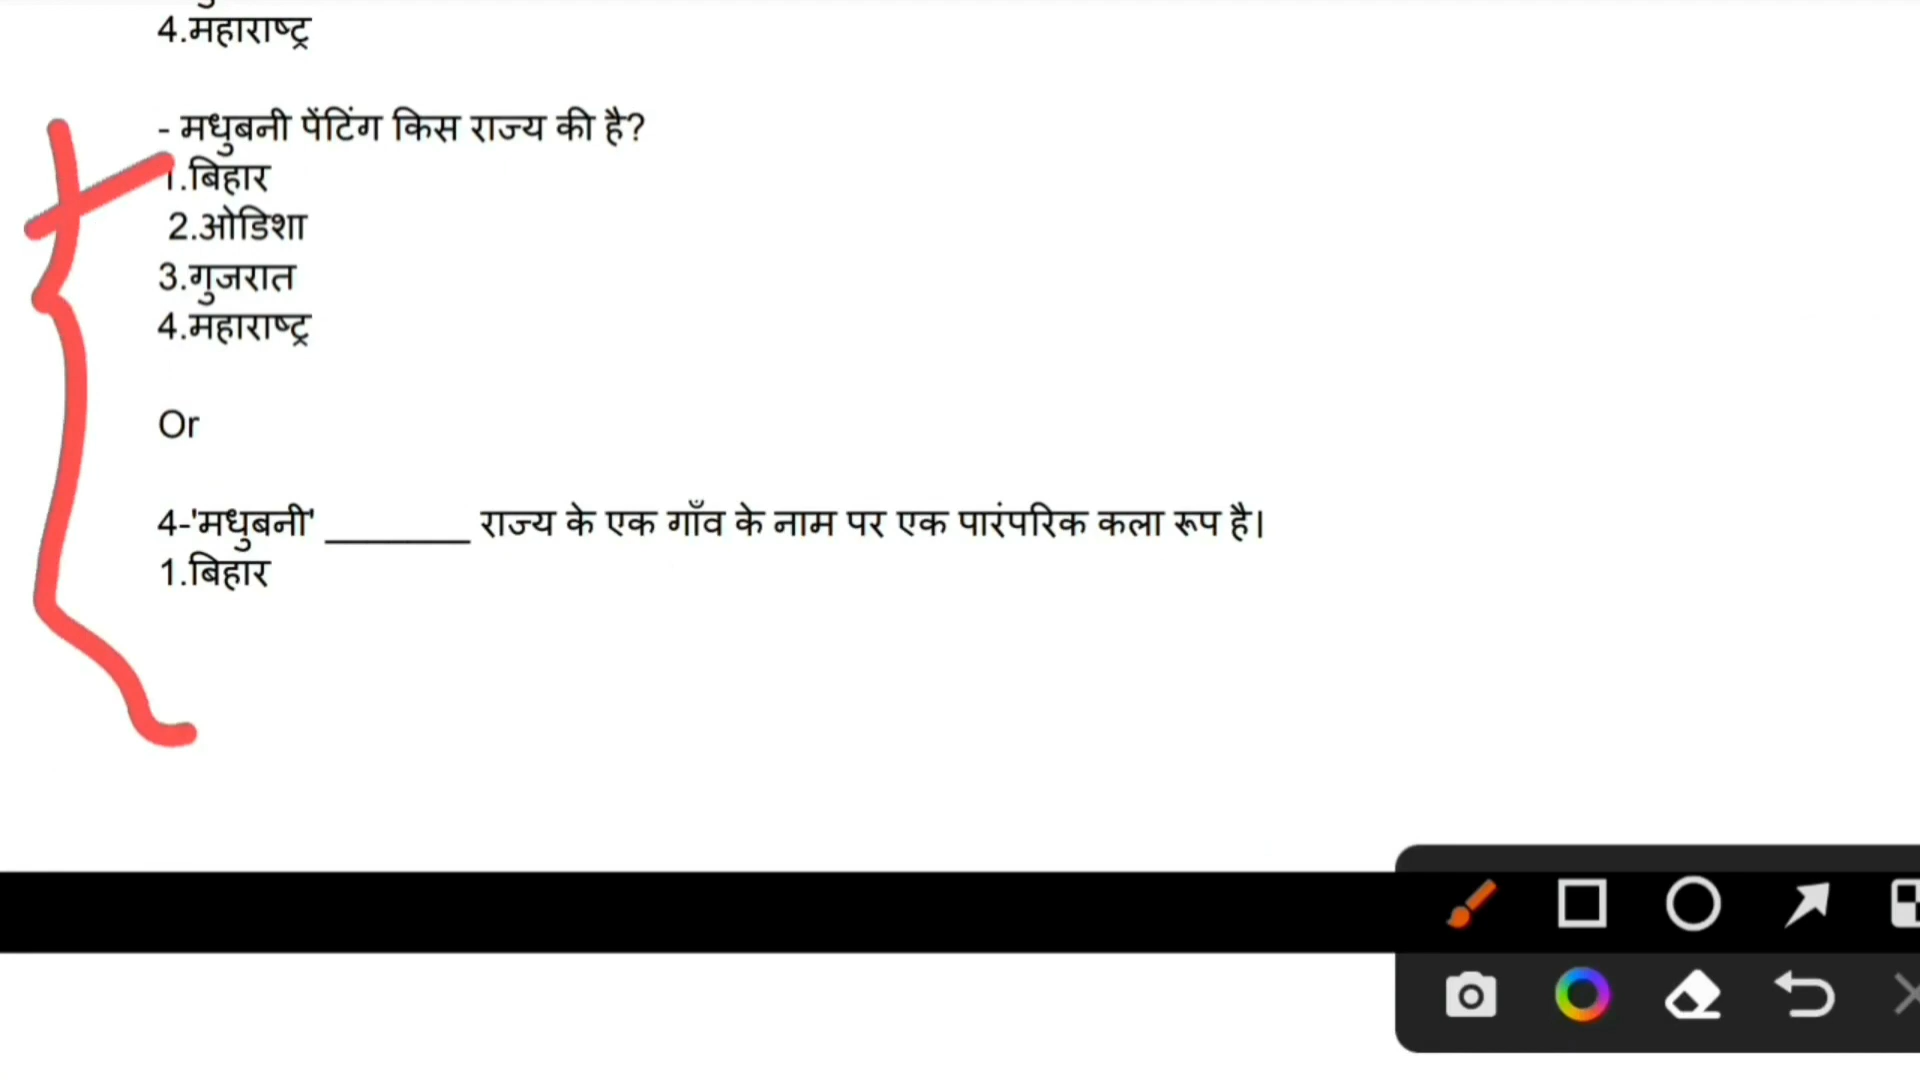 4.महाराष्ट्र
- मधुबनी पेंटिंग किस राज्य की है?
1.बिहार
2.ओडिशा
3.गुजरात
4.महाराष्ट्र
Or
4-'मधुबनी' ________ राज्य के एक गाँव के नाम पर एक पारंपरिक कला रूप है।
1.बिहार